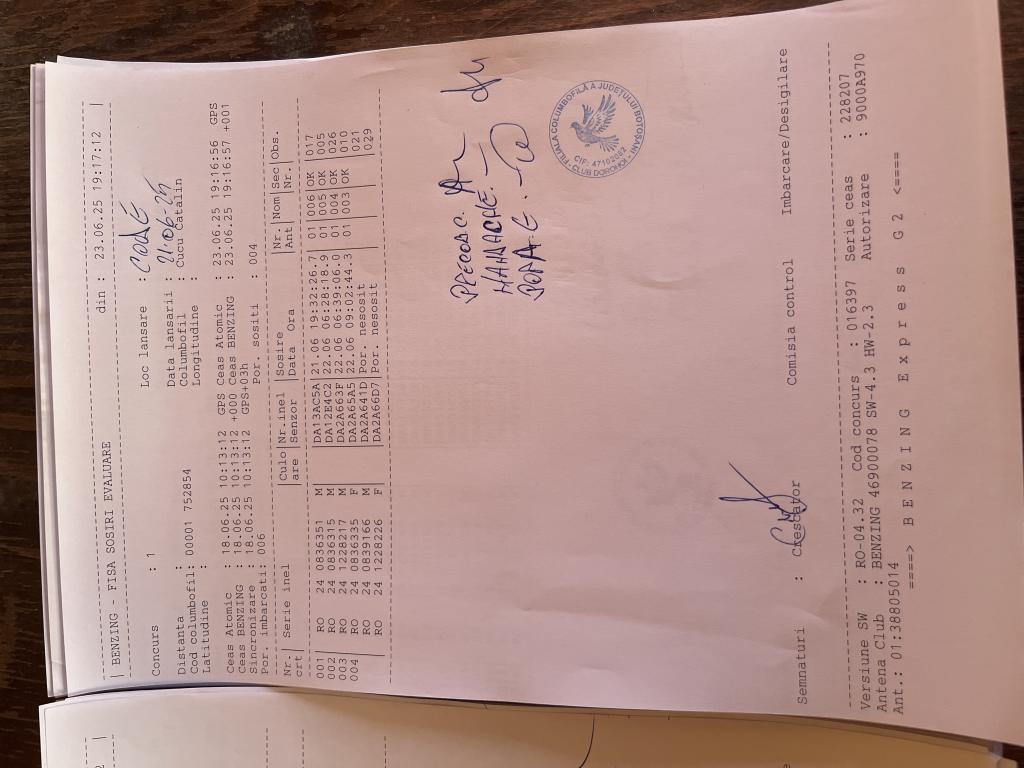 | BENZING - FISA SOSIRI EVALUARE din : 23.06.25 19:17:12 |
Concurs : 1 Loc lansare :
Distanta : Data lansarii : 21.06.25
Cod columbofil: 00001 752854 Columbofil : Cucu Catalin
Latitudine : Longitudine :
Ceas Atomic : 18.06.25 10:13:12 GPS Ceas Atomic : 23.06.25 19:16:56 GPS
Ceas BENZING : 18.06.25 10:13:12 +000 Ceas BENZING : 23.06.25 19:16:57 +001
Sincronizare : 18.06.25 10:13:12 GPS+03h
Por. imbarcati: 006 Por. sositi : 004
Nr.| Serie inel |Culo|Nr.inel |Sosire |Nr. |Nom|Sec|Obs.
crt |are |Senzor |Data Ora |Ant| |Nr.|
001 | RO 24 0836351 M | |DA13AC5A|21.06 19:32:26.7 |01 |006|OK |017
002 | RO 24 0836315 M | |DA12E4C2|22.06 06:28:18.9 |01 |005|OK |005
003 | RO 24 1228217 M | |DA2A663F|22.06 06:39:06.0 |01 |004|OK |026
004 | RO 24 0836335 F | |DA2A65A5|22.06 09:02:44.3 |01 |003|OK |010
| RO 24 0839166 M | |DA2A641D|Por. nesosit | | | |021
| RO 24 1228226 F | |DA2A66D7|Por. nesosit | | | |029
FILIALA COLUMBOFILĂ A JUDEȚULUI BOTOȘANI
CIF: 47102082
CLUB DOROHOI
Semnaturi : Crescator Comisia control Imbarcare/Desigilare
Versiune SW : RO-04.32 Cod concurs : 016397 Serie ceas : 228207
Antena Club : BENZING 46900078 SW-4.3 HW-2.3 Autorizare : 9000A970
Ant.: 01:38805014
====> B E N Z I N G E x p r e s s G 2 <====